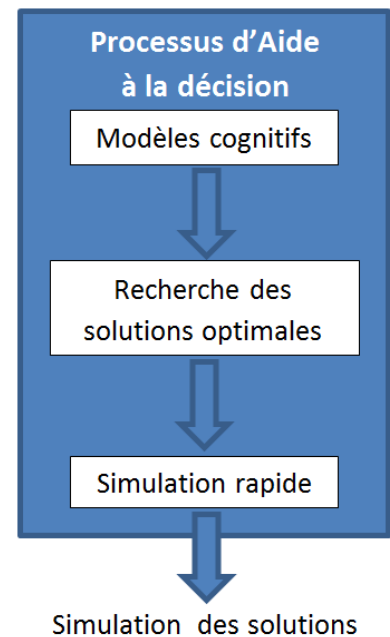 Processus d'Aide
à la décision
Modèles cognitifs
Recherche des
solutions optimales
Simulation rapide
Simulation des solutions